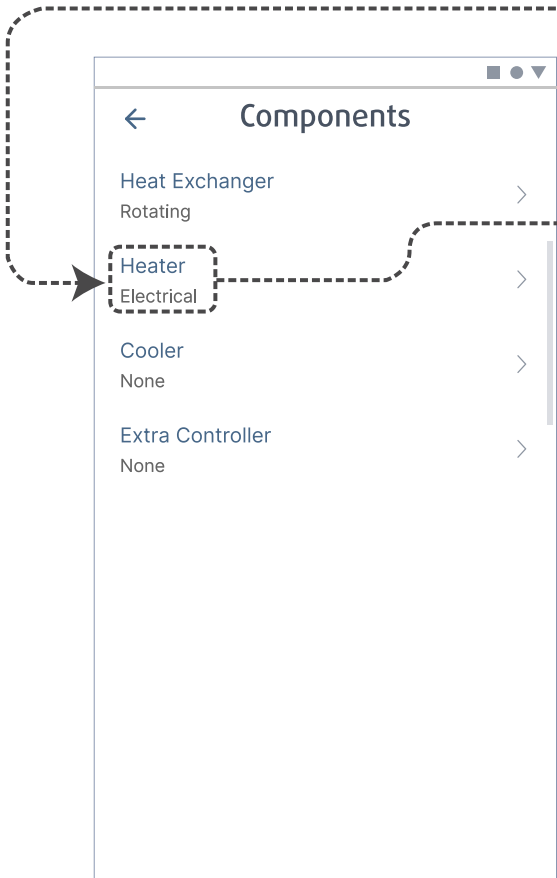 Components
Heat Exchanger
Rotating
Heater
Electrical
Cooler
None
Extra Controller
None